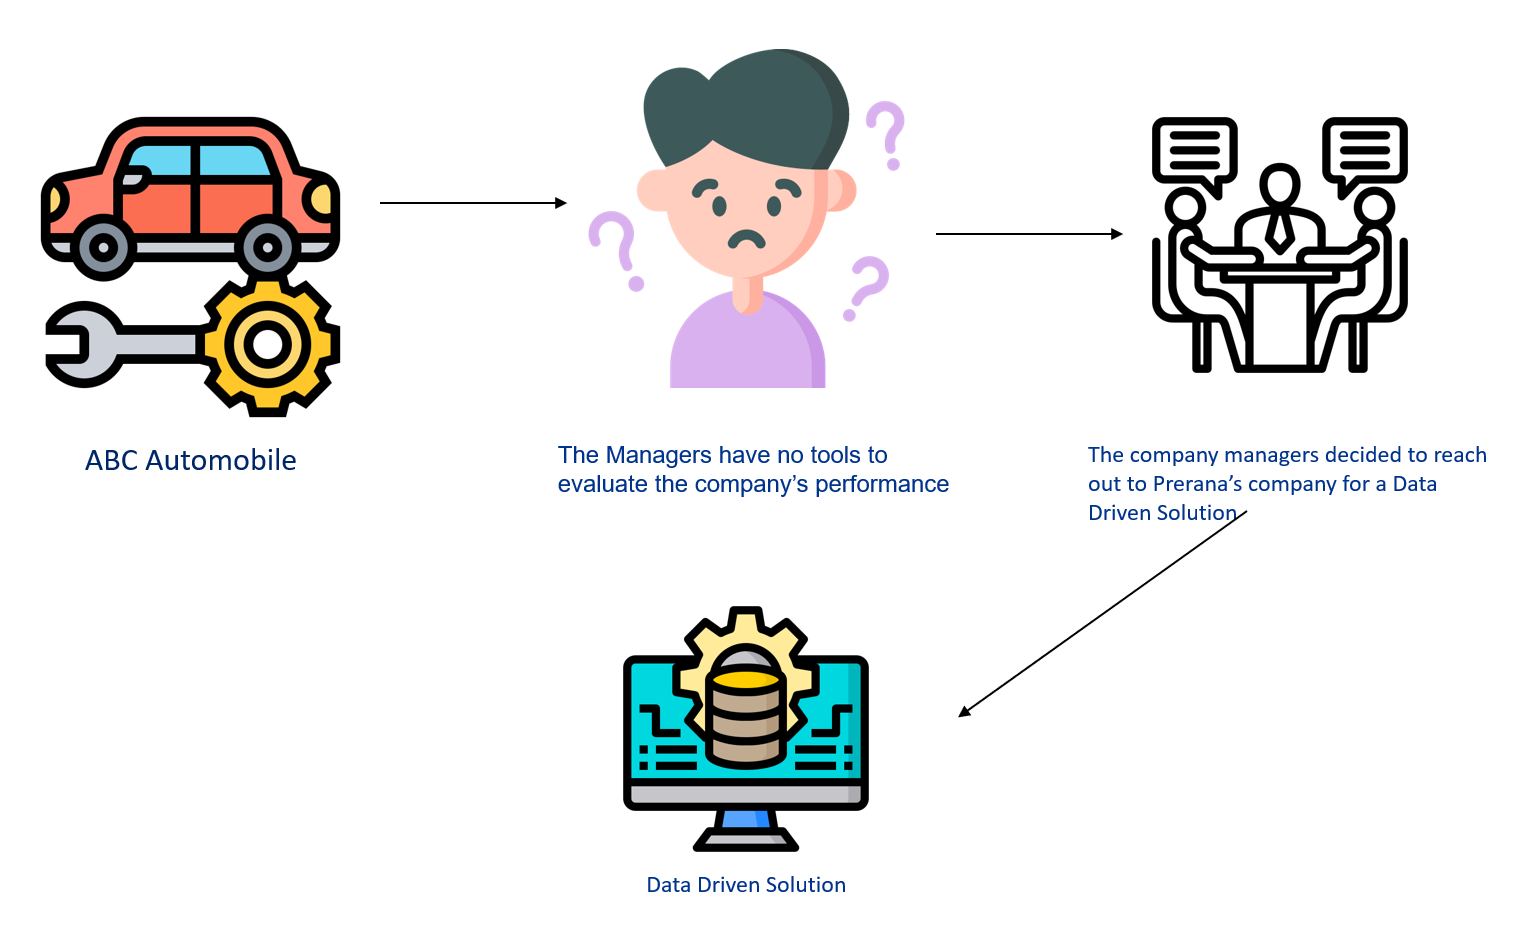 ABC Automobile
The Managers have no tools to
evaluate the company’s performance
The company managers decided to reach
out to Prerana’s company for a Data
Driven Solution
Data Driven Solution